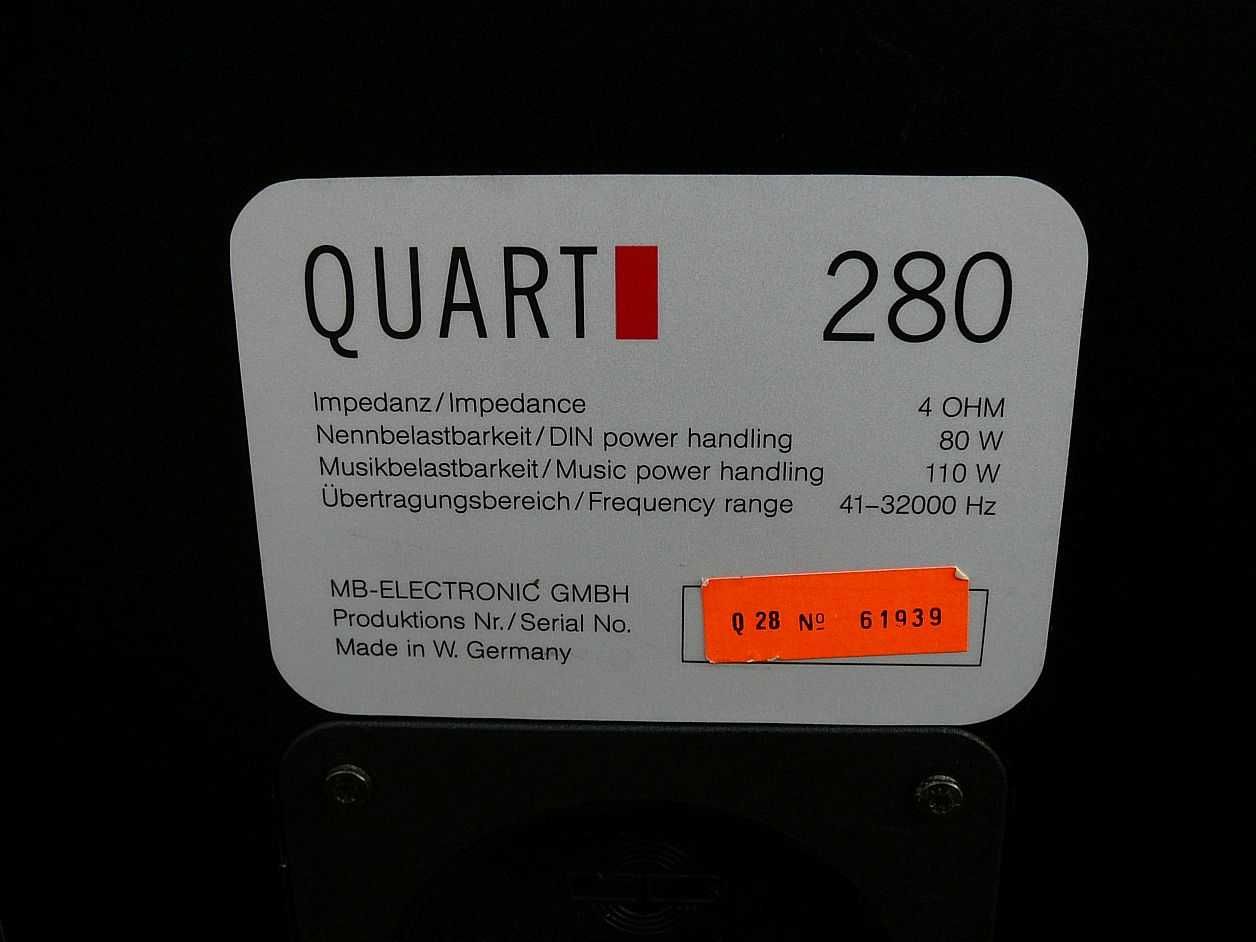 QUART 280
Impedanz/Impedance 4 OHM
Nennbelastbarkeit/DIN power handling 80 W
Musikbelastbarkeit/Music power handling 110 W
Übertragungsbereich/Frequency range 41–32000 Hz
MB-ELECTRONIC GMBH
Produktions Nr./Serial No. Q 28 Nº 61939
Made in W. Germany